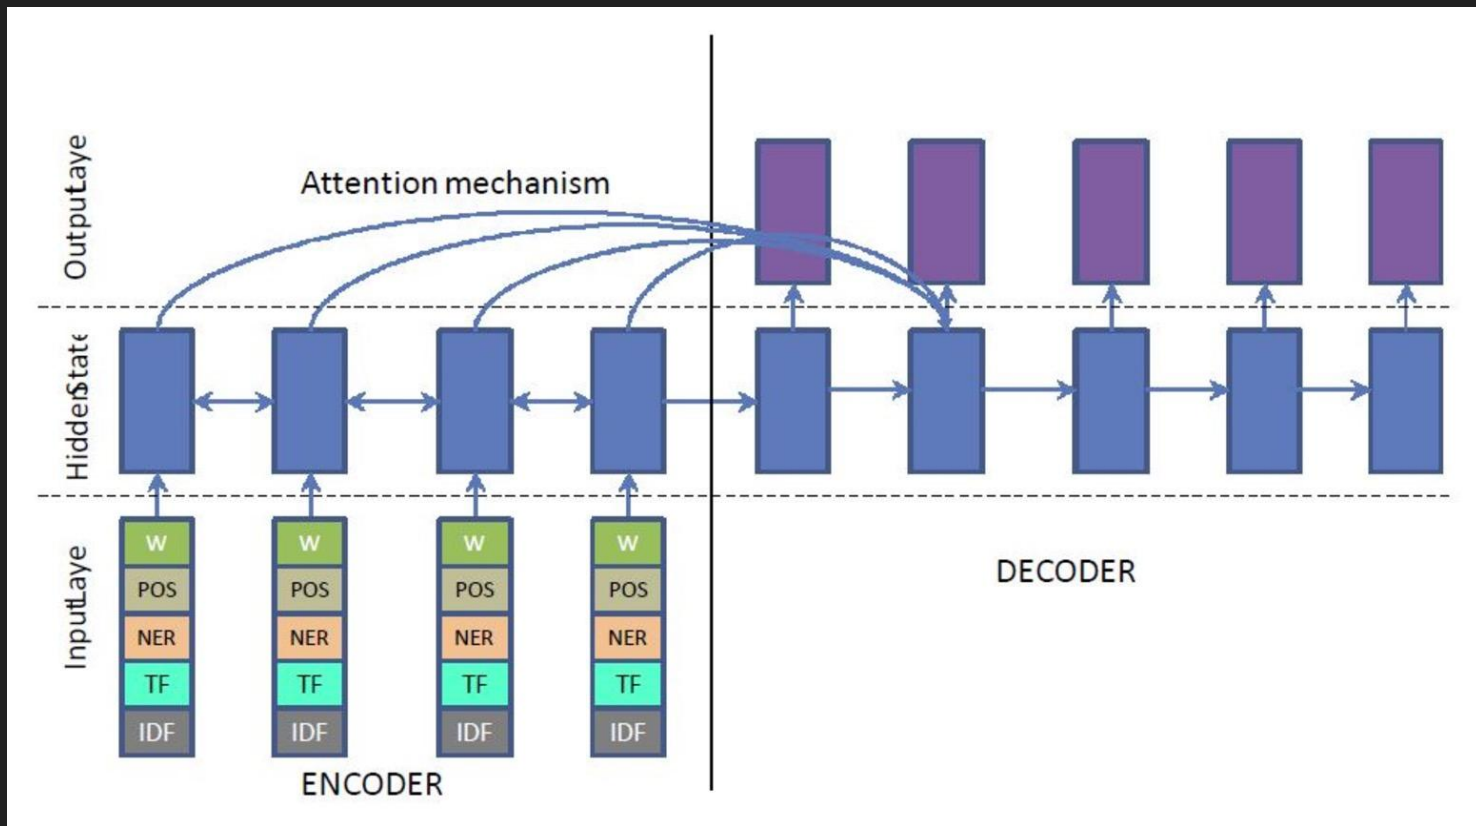 Attention mechanism
OutputLaye
HiddenState
InputLaye
W W W W
POS POS POS POS
NER NER NER NER
TF TF TF TF
IDF IDF IDF IDF
DECODER
ENCODER